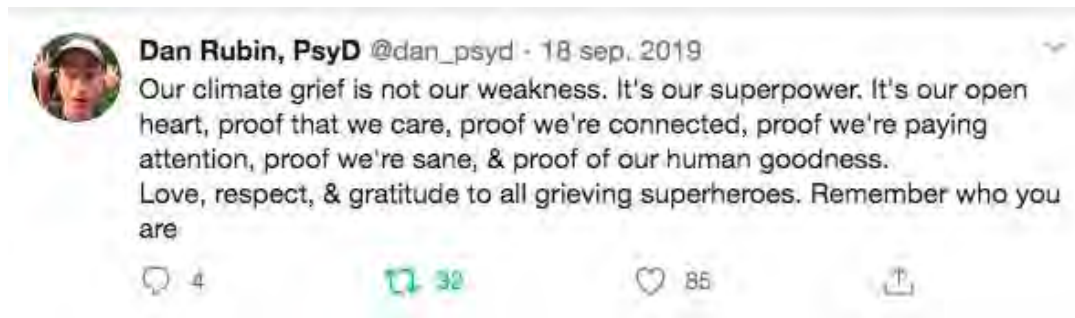 Dan Rubin, PsyD @dan_psyd · 18 sep. 2019
Our climate grief is not our weakness. It's our superpower. It's our open
heart, proof that we care, proof we're connected, proof we're paying
attention, proof we're sane, & proof of our human goodness.
Love, respect, & gratitude to all grieving superheroes. Remember who you
are
4 32 85